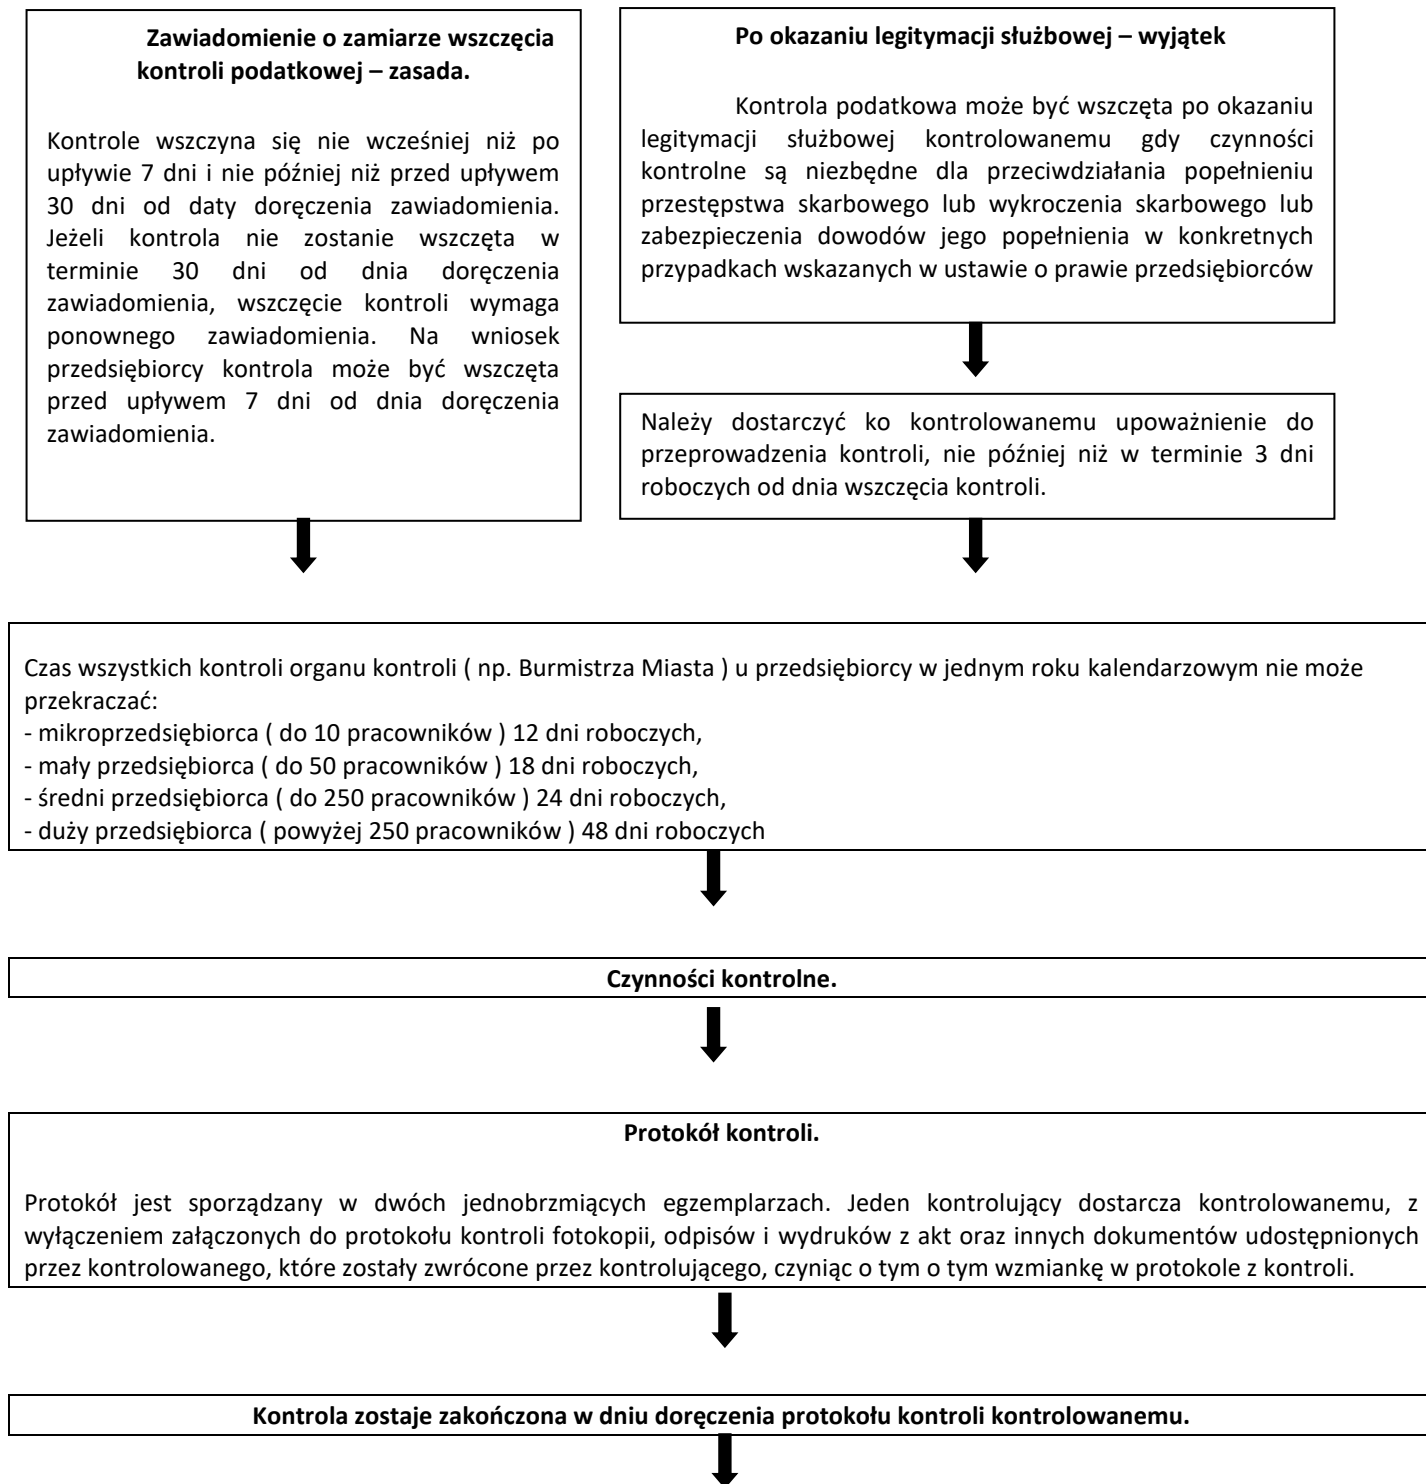 Zawiadomienie o zamiarze wszczęcia
kontroli podatkowej – zasada.
Kontrole wszczyna się nie wcześniej niż po
upływie 7 dni i nie później niż przed upływem
30 dni od daty doręczenia zawiadomienia.
Jeżeli kontrola nie zostanie wszczęta w
terminie 30 dni od dnia doręczenia
zawiadomienia, wszczęcie kontroli wymaga
ponownego zawiadomienia. Na wniosek
przedsiębiorcy kontrola może być wszczęta
przed upływem 7 dni od dnia doręczenia
zawiadomienia.
Po okazaniu legitymacji służbowej – wyjątek
Kontrola podatkowa może być wszczęta po okazaniu
legitymacji służbowej kontrolowanemu gdy czynności
kontrolne są niezbędne dla przeciwdziałania popełnieniu
przestępstwa skarbowego lub wykroczenia skarbowego lub
zabezpieczenia dowodów jego popełnienia w konkretnych
przypadkach wskazanych w ustawie o prawie przedsiębiorców
Należy dostarczyć ko kontrolowanemu upoważnienie do
przeprowadzenia kontroli, nie później niż w terminie 3 dni
roboczych od dnia wszczęcia kontroli.
Czas wszystkich kontroli organu kontroli ( np. Burmistrza Miasta ) u przedsiębiorcy w jednym roku kalendarzowym nie może
przekraczać:
- mikroprzedsiębiorca ( do 10 pracowników ) 12 dni roboczych,
- mały przedsiębiorca ( do 50 pracowników ) 18 dni roboczych,
- średni przedsiębiorca ( do 250 pracowników ) 24 dni roboczych,
- duży przedsiębiorca ( powyżej 250 pracowników ) 48 dni roboczych
Czynności kontrolne.
Protokół kontroli.
Protokół jest sporządzany w dwóch jednobrzmiących egzemplarzach. Jeden kontrolujący dostarcza kontrolowanemu, z
wyłączeniem załączonych do protokołu kontroli fotokopii, odpisów i wydruków z akt oraz innych dokumentów udostępnionych
przez kontrolowanego, które zostały zwrócone przez kontrolującego, czyniąc o tym o tym wzmiankę w protokole z kontroli.
Kontrola zostaje zakończona w dniu doręczenia protokołu kontroli kontrolowanemu.